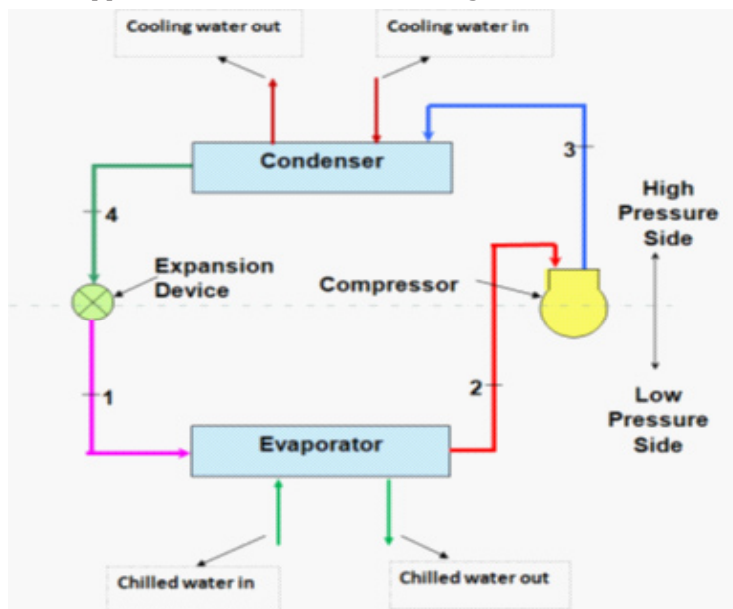 Cooling water out
Cooling water in
Condenser
3
High
Pressure
Side
4
Expansion
Device
Compressor
1
2
Low
Pressure
Side
Evaporator
Chilled water in
Chilled water out